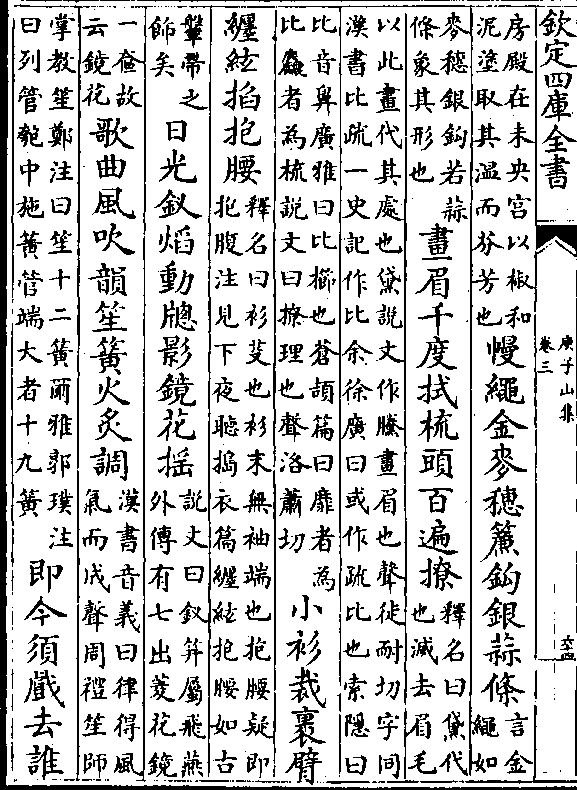 欽定四庫全書
庾子山集
卷三
房殿在未央宮以椒和
泥塗取其溫而芬芳也
慢繩金麥穗簾鈎銀蒜條
言金
繩如
麥穗銀鈎若蒜
條象其形也
畫眉千度拭梳頭百遍撩
釋名曰黛代
也滅去眉毛
以此畫代其處也黛說文作黱畫眉也聲徒耐切字間
漢書比疏一史記作比余徐廣曰或作疏比也索隱曰
比音鼻廣雅曰比櫛也蒼頡篇曰靡者為
比麤者為梳說文曰撩理也聲洛蕭切
小衫裁裹臂
纏絃搯抱腰
釋名曰衫芟也衫末無袖端也抱腰疑即
抱腹注見下夜聽搗衣篇纏絃抱腰如古
鞶帶之
飾矣
日光釵焰動牕影鏡花搖
說文曰釵笄屬飛燕
外傳有七出菱花鏡
一奩故
云鏡花
歌曲風吹韻笙簧火炙調
漢書音義曰律得風
氣而成聲周禮笙師
掌教笙鄭注曰笙十二簧爾雅郭璞注
曰列管匏中施簧管端大者十九簧
即今須戲去誰